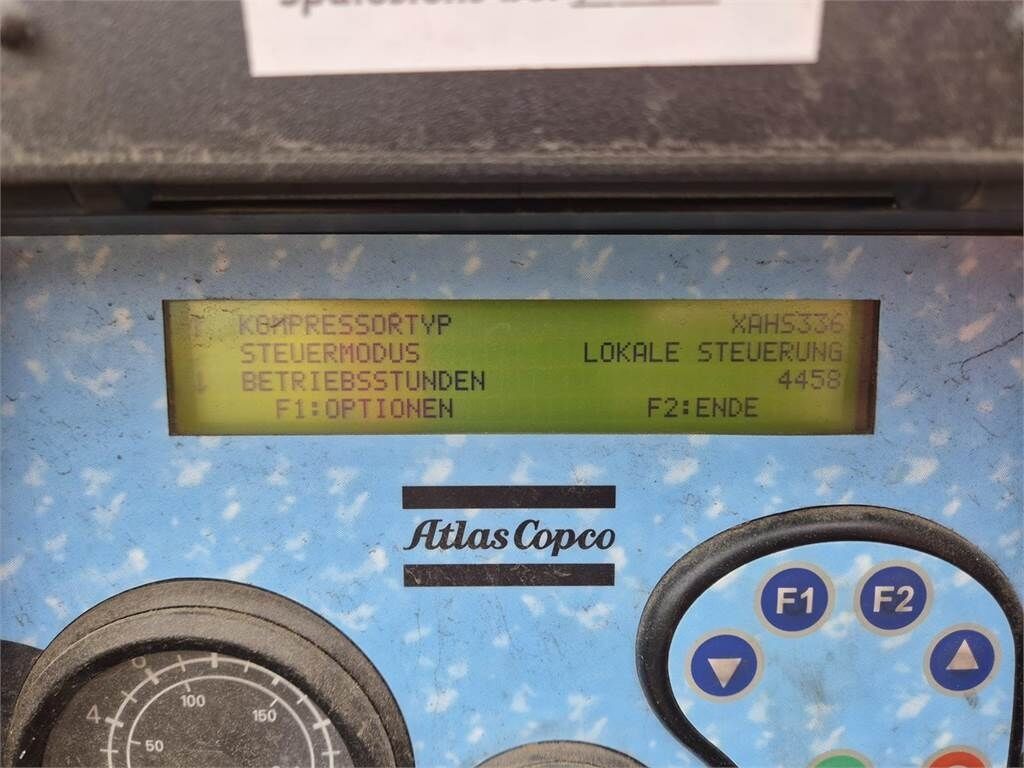 KOMPRESSORTYP XAHS336
STEUERMODUS LOKALE STEUERUNG
BETRIEBSSTUNDEN 4458
F1:OPTIONEN F2:ENDE
Atlas Copco
F1 F2
4 6
50 100 150